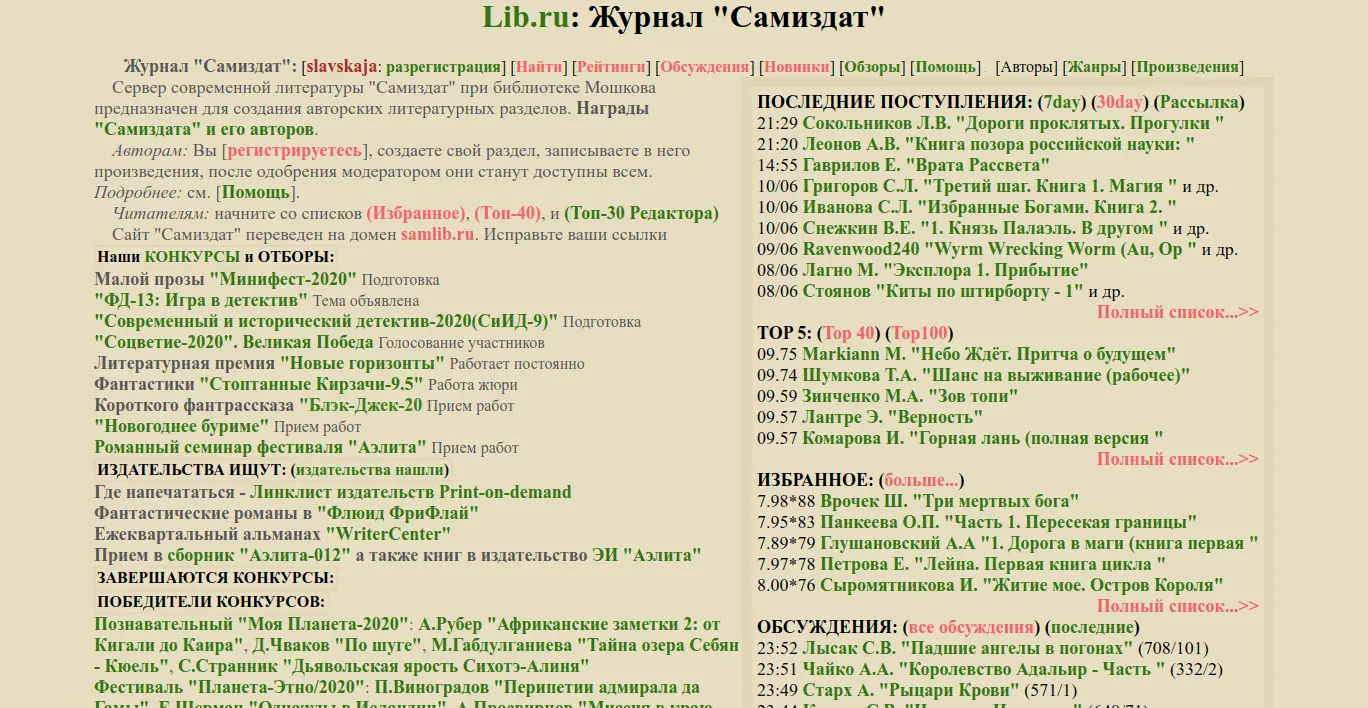 Lib.ru: Журнал "Самиздат"
Журнал "Самиздат": [slavskaja: разрегистрация] [Найти] [Рейтинги] [Обсуждения] [Новинки] [Обзоры] [Помощь] [Авторы] [Жанры] [Произведения]
Сервер современной литературы "Самиздат" при библиотеке Мошкова
предназначен для создания авторских литературных разделов. Награды
"Самиздата" и его авторов.
Авторам: Вы [регистрируетесь], создаете свой раздел, записываете в него
произведения, после одобрения модератором они станут доступны всем.
Подробнее: см. [Помощь].
Читателям: начните со списков (Избранное), (Топ-40), и (Топ-30 Редактора)
Сайт "Самиздат" переведен на домен samlib.ru. Исправьте ваши ссылки
Наши КОНКУРСЫ и ОТБОРЫ:
Малой прозы "Минифест-2020" Подготовка
"ФД-13: Игра в детектив" Тема объявлена
"Современный и исторический детектив-2020(СиИД-9)" Подготовка
"Соцветие-2020". Великая Победа Голосование участников
Литературная премия "Новые горизонты" Работает постоянно
Фантастики "Стоптанные Кирзачи-9.5" Работа жюри
Короткого фантрассказа "Блэк-Джек-20 Прием работ
"Новогоднее буриме" Прием работ
Романный семинар фестиваля "Аэлита" Прием работ
ИЗДАТЕЛЬСТВА ИЩУТ: (издательства нашли)
Где напечататься - Линклист издательств Print-on-demand
Фантастические романы в "Флюид ФриФлай"
Ежеквартальный альманах "WriterCenter"
Прием в сборник "Аэлита-012" а также книг в издательство ЭИ "Аэлита"
ЗАВЕРШАЮТСЯ КОНКУРСЫ:
ПОБЕДИТЕЛИ КОНКУРСОВ:
Познавательный "Моя Планета-2020": А.Рубер "Африканские заметки 2: от
Кигали до Каира", Д.Чваков "По шуге", М.Габдулганиева "Тайна озера Себян
- Кюель", С.Странник "Дьявольская ярость Сихотэ-Алиня"
Фестиваль "Планета-Этно/2020": П.Виноградов "Перипетии адмирала да
ПОСЛЕДНИЕ ПОСТУПЛЕНИЯ: (7day) (30day) (Рассылка)
21:29 Сокольников Л.В. "Дороги проклятых. Прогулки "
21:20 Леонов А.В. "Книга позора российской науки: "
14:55 Гаврилов Е. "Врата Рассвета"
10/06 Григоров С.Л. "Третий шаг. Книга 1. Магия " и др.
10/06 Иванова С.Л. "Избранные Богами. Книга 2. "
10/06 Снежкин В.Е. "1. Князь Палаэль. В другом " и др.
09/06 Ravenwood240 "Wyrm Wrecking Worm (Au, Op " и др.
08/06 Лагно М. "Эксплора 1. Прибытие"
08/06 Стоянов "Киты по штирборту - 1" и др.
Полный список...>>
TOP 5: (Top 40) (Top100)
09.75 Markiann М. "Небо Ждёт. Притча о будущем"
09.74 Шумкова Т.А. "Шанс на выживание (рабочее)"
09.59 Зинченко М.А. "Зов топи"
09.57 Лантре Э. "Верность"
09.57 Комарова И. "Горная лань (полная версия "
Полный список...>>
ИЗБРАННОЕ: (больше...)
7.98*88 Врочек Ш. "Три мертвых бога"
7.95*83 Панкеева О.П. "Часть 1. Пересекая границы"
7.89*79 Глушановский А.А "1. Дорога в маги (книга первая "
7.97*78 Петрова Е. "Лейна. Первая книга цикла "
8.00*76 Сыромятникова И. "Житие мое. Остров Короля"
Полный список...>>
ОБСУЖДЕНИЯ: (все обсуждения) (последние)
23:52 Лысак С.В. "Падшие ангелы в погонах" (708/101)
23:51 Чайко А.А. "Королевство Адальир - Часть " (332/2)
23:49 Старх А. "Рыцари Крови" (571/1)